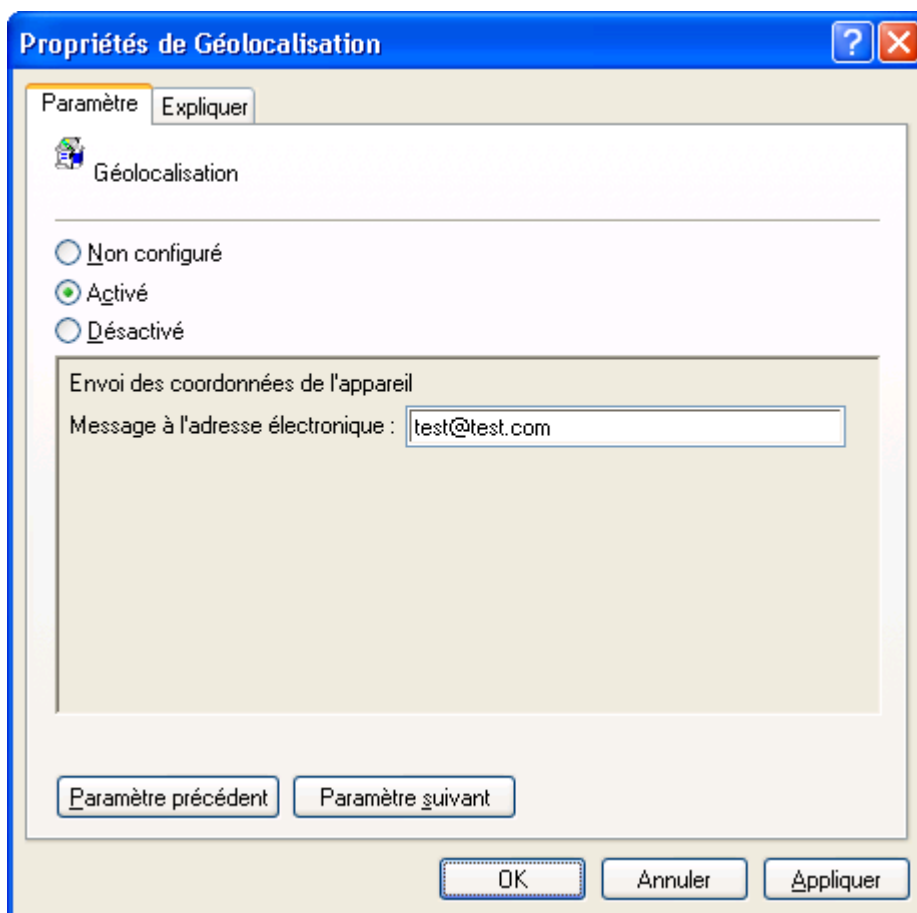 Propriétés de Géolocalisation
Paramètre Expliquer
Géolocalisation
Non configuré
Activé
Désactivé
Envoi des coordonnées de l'appareil
Message à l'adresse électronique : test@test.com
Paramètre précédent Paramètre suivant
OK Annuler Appliquer